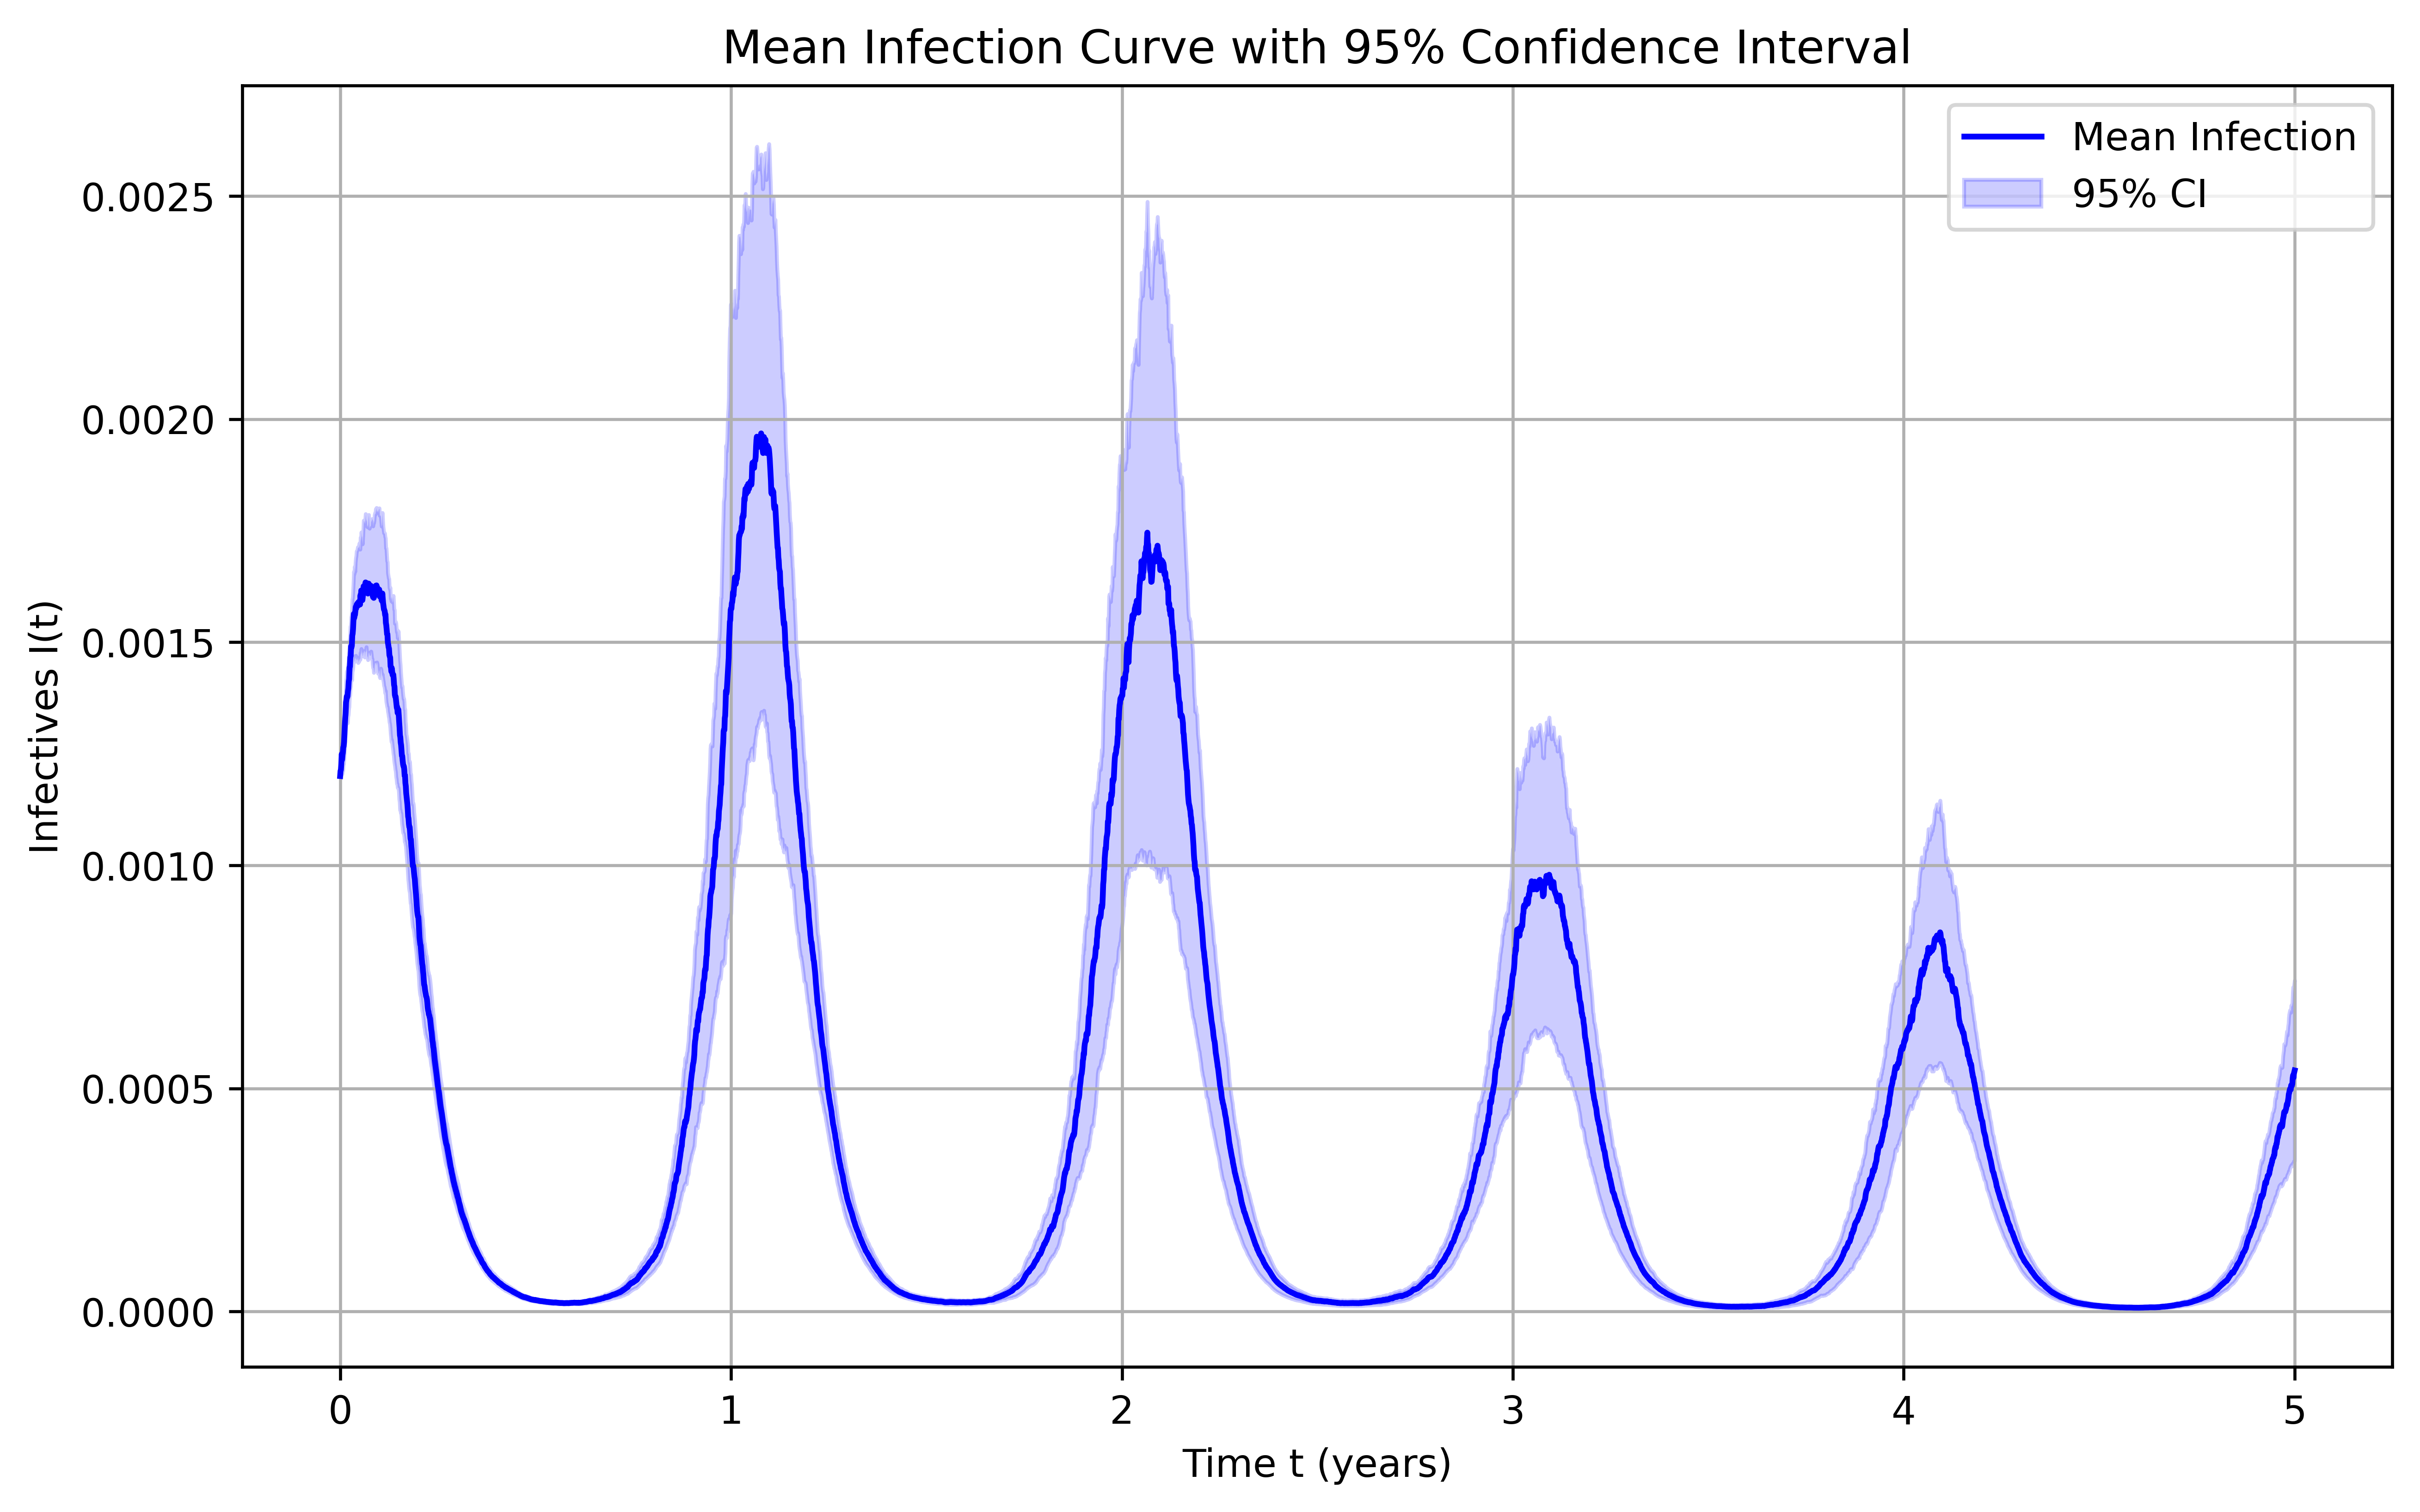 Mean Infection Curve with 95% Confidence Interval
Mean Infection
95% CI
Infectives I(t)
0.0025
0.0020
0.0015
0.0010
0.0005
0.0000
0 1 2 3 4 5
Time t (years)